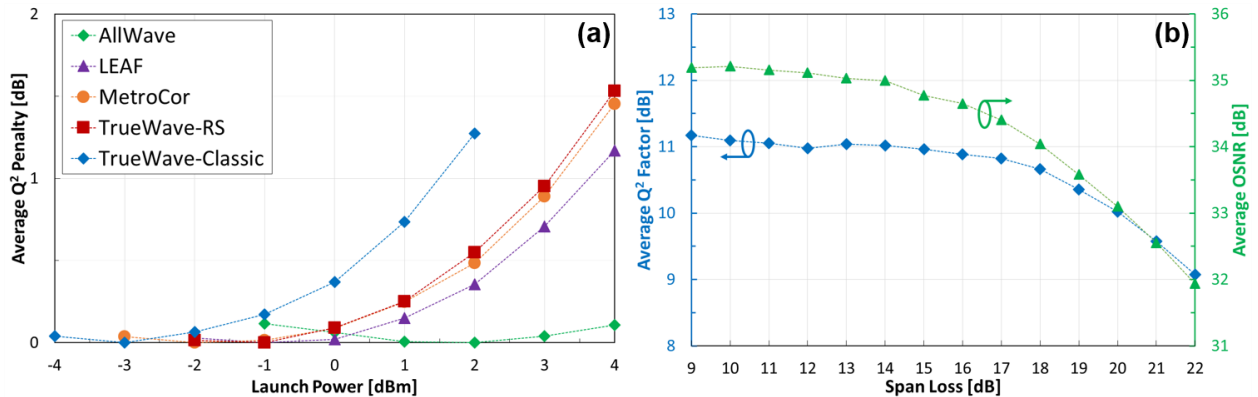 (a)
AllWave
LEAF
MetroCor
TrueWave-RS
TrueWave-Classic
Average Q² Penalty [dB]
2
1
0
-4 -3 -2 -1 0 1 2 3 4
Launch Power [dBm]
(b)
Average Q² Factor [dB]
13
12
11
10
9
8
Average OSNR [dB]
36
35
34
33
32
31
9 10 11 12 13 14 15 16 17 18 19 20 21 22
Span Loss [dB]